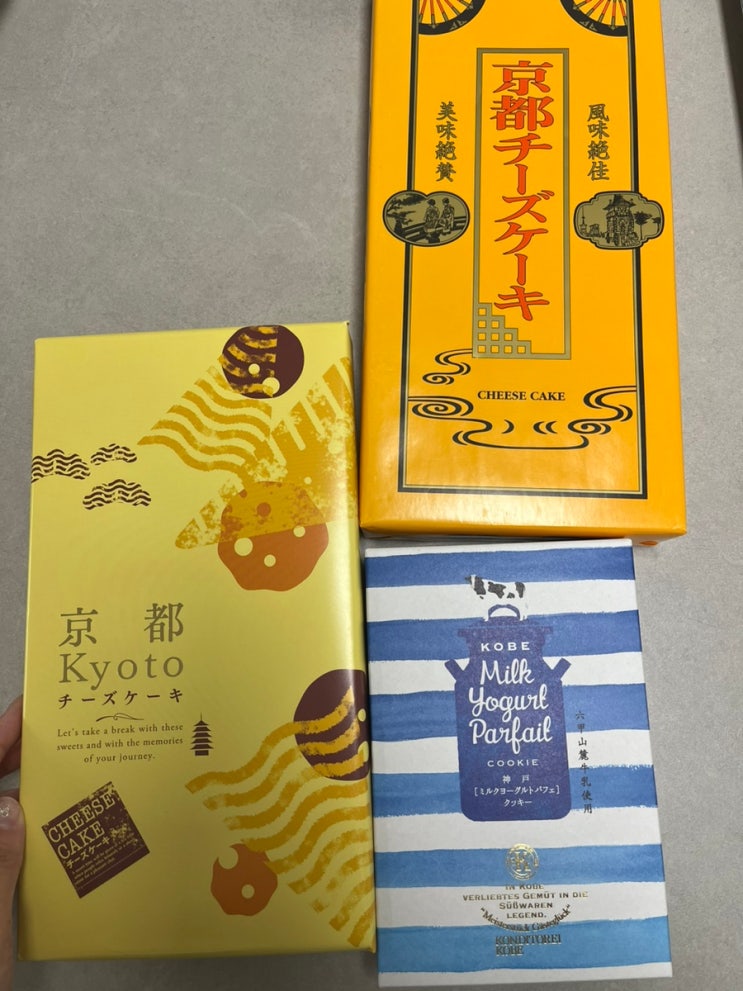 京都チーズケーキ
風味絶佳
美味絶賛
CHEESE CAKE
京都
Kyoto
チーズケーキ
Let's take a break with these
sweets and with the memories
of your journey.
CHEESE
CAKE
チーズケーキ
KOBE
Milk
Yogurt
Parfait
COOKIE
神戸
[ミルクヨーグルトパフェ]
クッキー
六甲山麓牛乳使用
IN KOBE
VERLIEBTES GEMÜT IN DIE
SÜßWAREN
LEGEND.
"Meisterstück Gästeglück"
KONDITOREI
KOBE